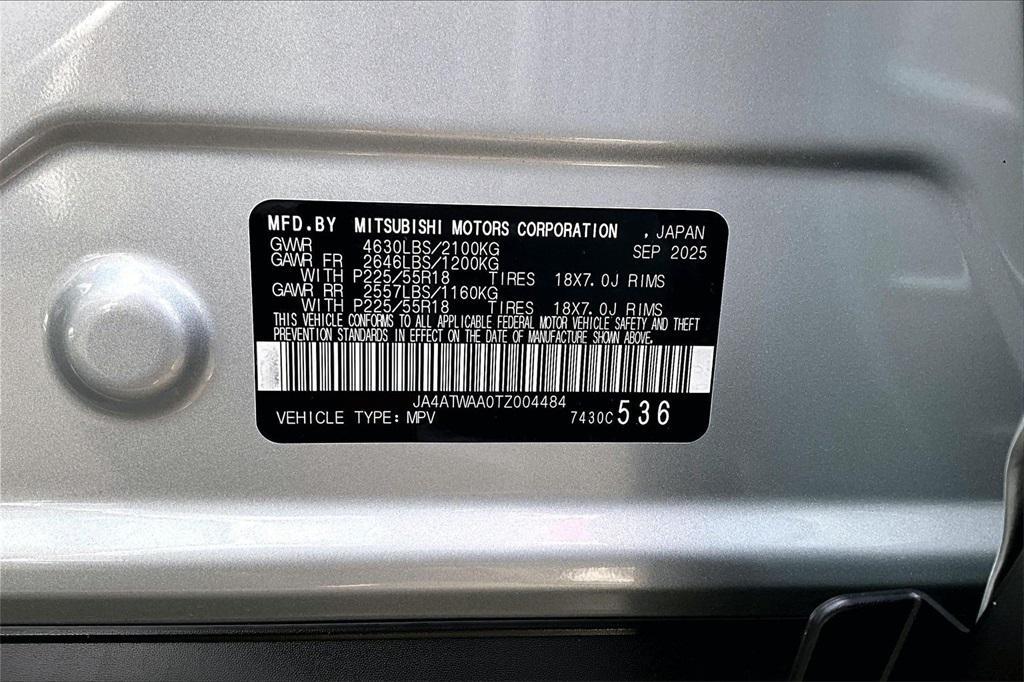 MFD.BY MITSUBISHI MOTORS CORPORATION , JAPAN
SEP 2025
GVWR 4630LBS/2100KG
GAWR FR 2646LBS/1200KG
WITH P225/55R18 TIRES 18X7.0J RIMS
GAWR RR 2557LBS/1160KG
WITH P225/55R18 TIRES 18X7.0J RIMS
THIS VEHICLE CONFORMS TO ALL APPLICABLE FEDERAL MOTOR VEHICLE SAFETY AND THEFT
PREVENTION STANDARDS IN EFFECT ON THE DATE OF MANUFACTURE SHOWN ABOVE.
JA4ATWAA0TZ004484
VEHICLE TYPE:MPV 7430C 536